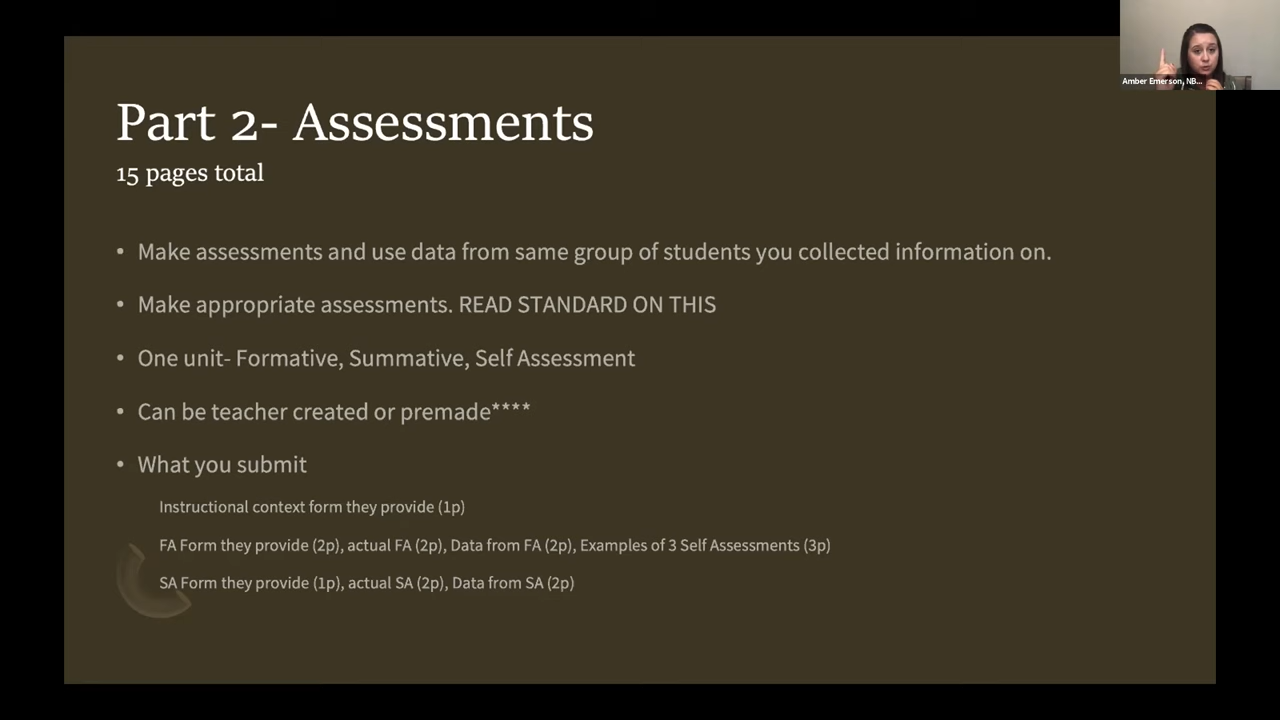 Amber Emerson, NB...
Part 2- Assessments
15 pages total
• Make assessments and use data from same group of students you collected information on.
• Make appropriate assessments. READ STANDARD ON THIS
• One unit- Formative, Summative, Self Assessment
• Can be teacher created or premade****
• What you submit
Instructional context form they provide (1p)
FA Form they provide (2p), actual FA (2p), Data from FA (2p), Examples of 3 Self Assessments (3p)
SA Form they provide (1p), actual SA (2p), Data from SA (2p)